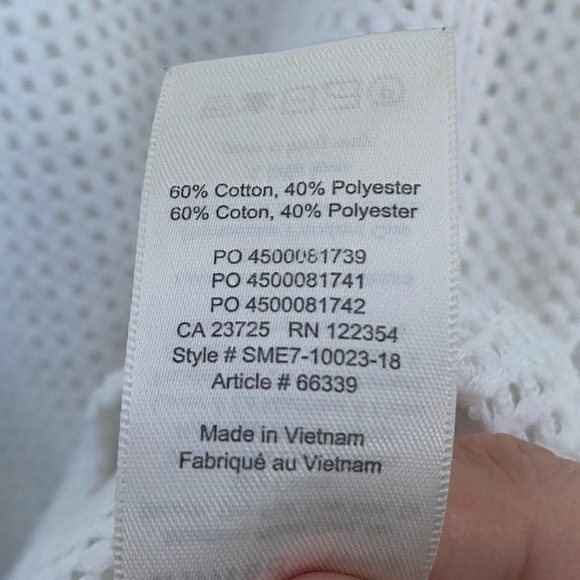 60% Cotton, 40% Polyester
60% Coton, 40% Polyester
PO 4500081739
PO 4500081741
PO 4500081742
CA 23725 RN 122354
Style # SME7-10023-18
Article # 66339
Made in Vietnam
Fabriqué au Vietnam